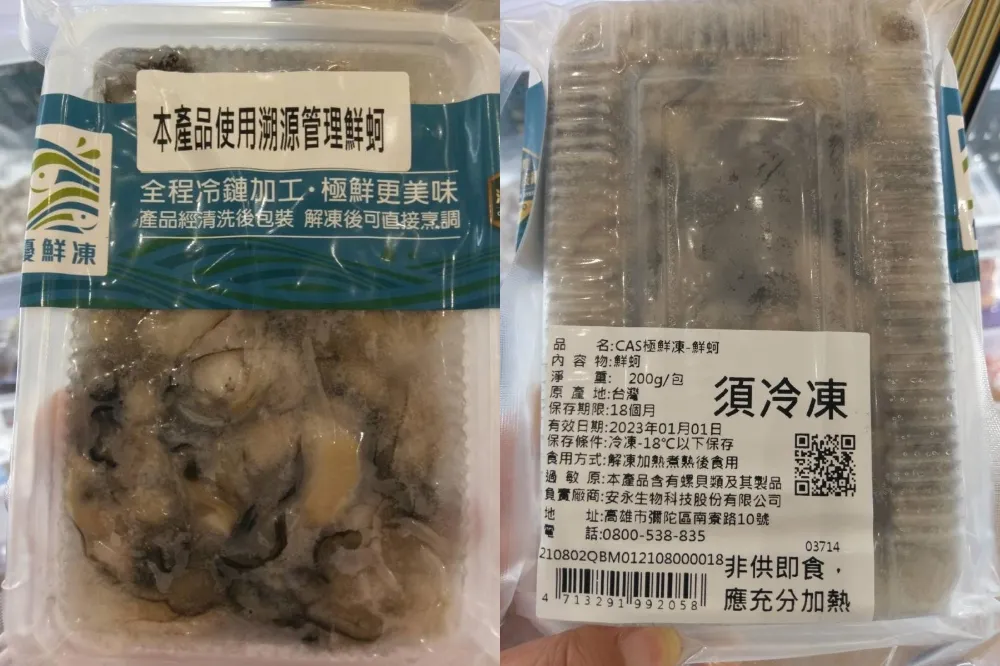 本產品使用溯源管理鮮蚵
全程冷鏈加工·極鮮更美味
產品經清洗後包裝 解凍後可直接烹調
優鮮凍
品名:CAS極鮮凍-鮮蚵
內容物:鮮蚵
淨重: 200g/包
原產地:台灣
保存期限:18個月
有效日期:2023年01月01日
保存條件:冷凍-18℃以下保存
食用方式:解凍加熱煮熟後食用
過敏原:本產品含有螺貝類及其製品
負責廠商:安永生物科技股份有限公司
地址:高雄市彌陀區南寮路10號
電話:0800-538-835
須冷凍
210802QBM012108000018
03714
4 713291 992058
非供即食，
應充分加熱